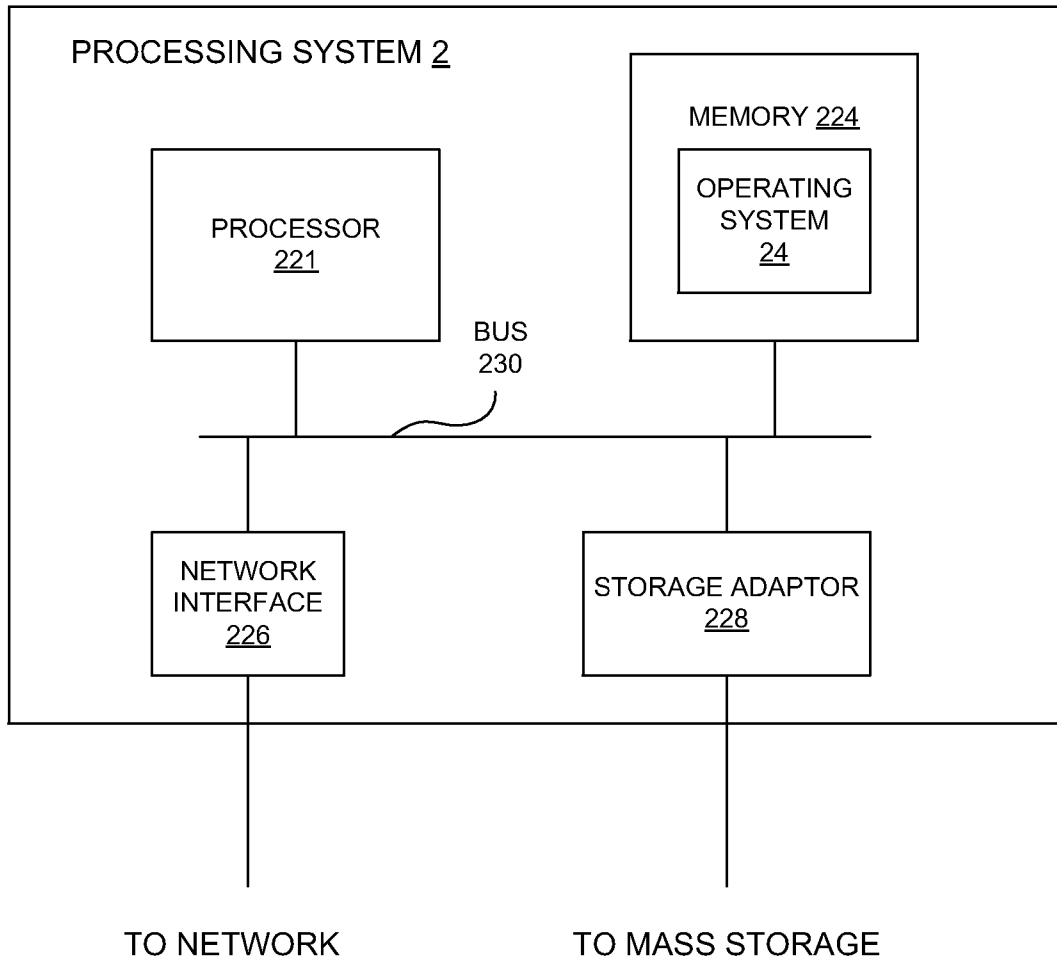 PROCESSING SYSTEM 2
MEMORY 224
OPERATING
SYSTEM
24
PROCESSOR
221
BUS
230
NETWORK
INTERFACE
226
STORAGE ADAPTOR
228
TO NETWORK
TO MASS STORAGE